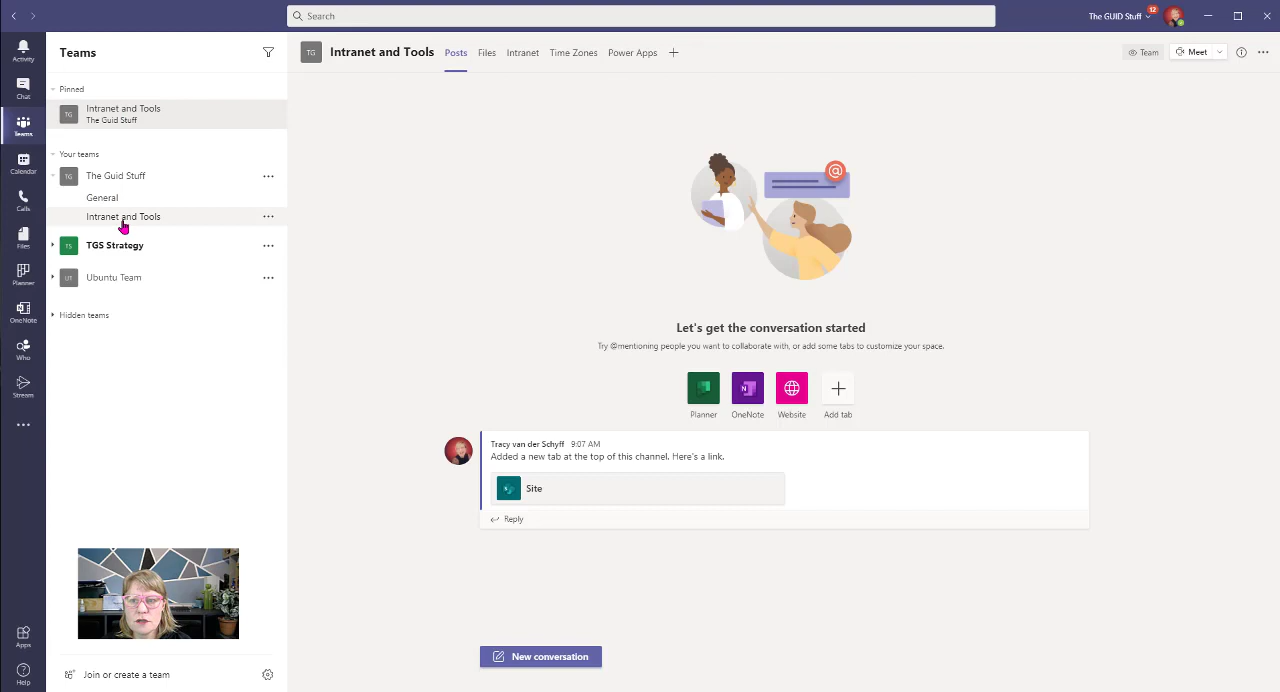 Search
The GUID Stuff
12
Activity
Chat
Teams
Calendar
Calls
Files
Planner
OneNote
Who
Stream
Apps
Help
Teams
Pinned
TG
Intranet and Tools
The Guid Stuff
Your teams
TG
The Guid Stuff
General
Intranet and Tools
TS
TGS Strategy
UT
Ubuntu Team
Hidden teams
Join or create a team
TG
Intranet and Tools
Posts
Files
Intranet
Time Zones
Power Apps
Team
Meet
@
Let's get the conversation started
Try @mentioning people you want to collaborate with, or add some tabs to customize your space.
N
Planner
OneNote
Website
Add tab
Tracy van der Schyff 9:07 AM
Added a new tab at the top of this channel. Here's a link.
Site
Reply
New conversation